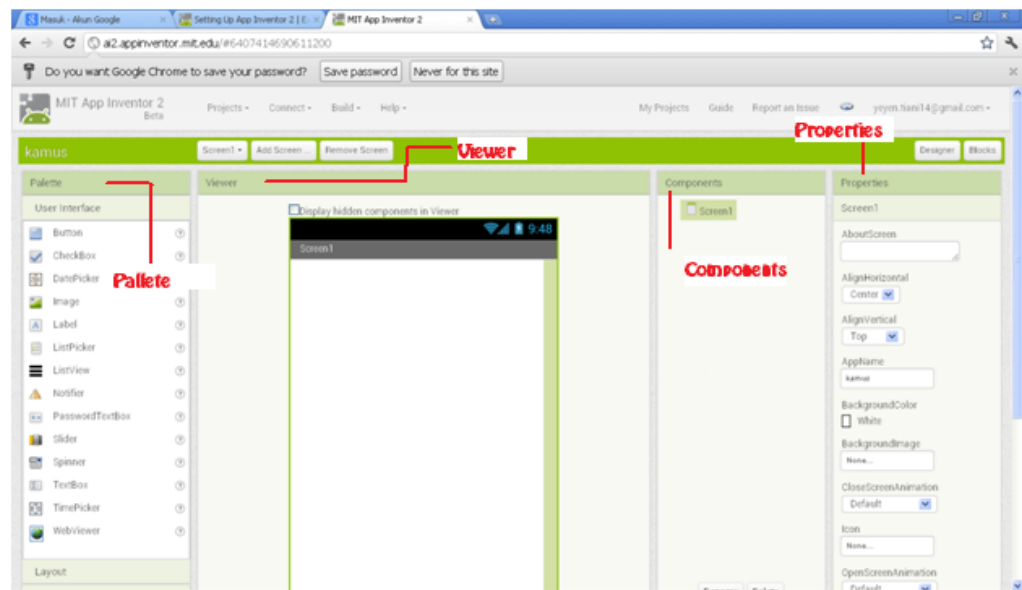 Masuk - Akun Google
Setting Up App Inventor 2 | E
MIT App Inventor 2
ai2.appinventor.mit.edu/#6407414690611200
Do you want Google Chrome to save your password? Save password Never for this site
MIT App Inventor 2
Beta
Projects Connect Build Help
My Projects Guide Report an Issue yeyen.tiani14@gmail.com
Properties
kamus
Screen1 Add Screen ... Remove Screen
Viewer
Designer Blocks
Palette
Viewer
Components
Properties
User Interface
Button
CheckBox
DatePicker
Pallete
Image
Label
ListPicker
ListView
Notifier
PasswordTextBox
Slider
Spinner
TextBox
TimePicker
WebViewer
Layout
Display hidden components in Viewer
9:48
Screen1
Screen1
Components
Rename Delete
Screen1
AboutScreen
AlignHorizontal
Center
AlignVertical
Top
AppName
kamus
BackgroundColor
White
BackgroundImage
None...
CloseScreenAnimation
Default
Icon
None...
OpenScreenAnimation
Default